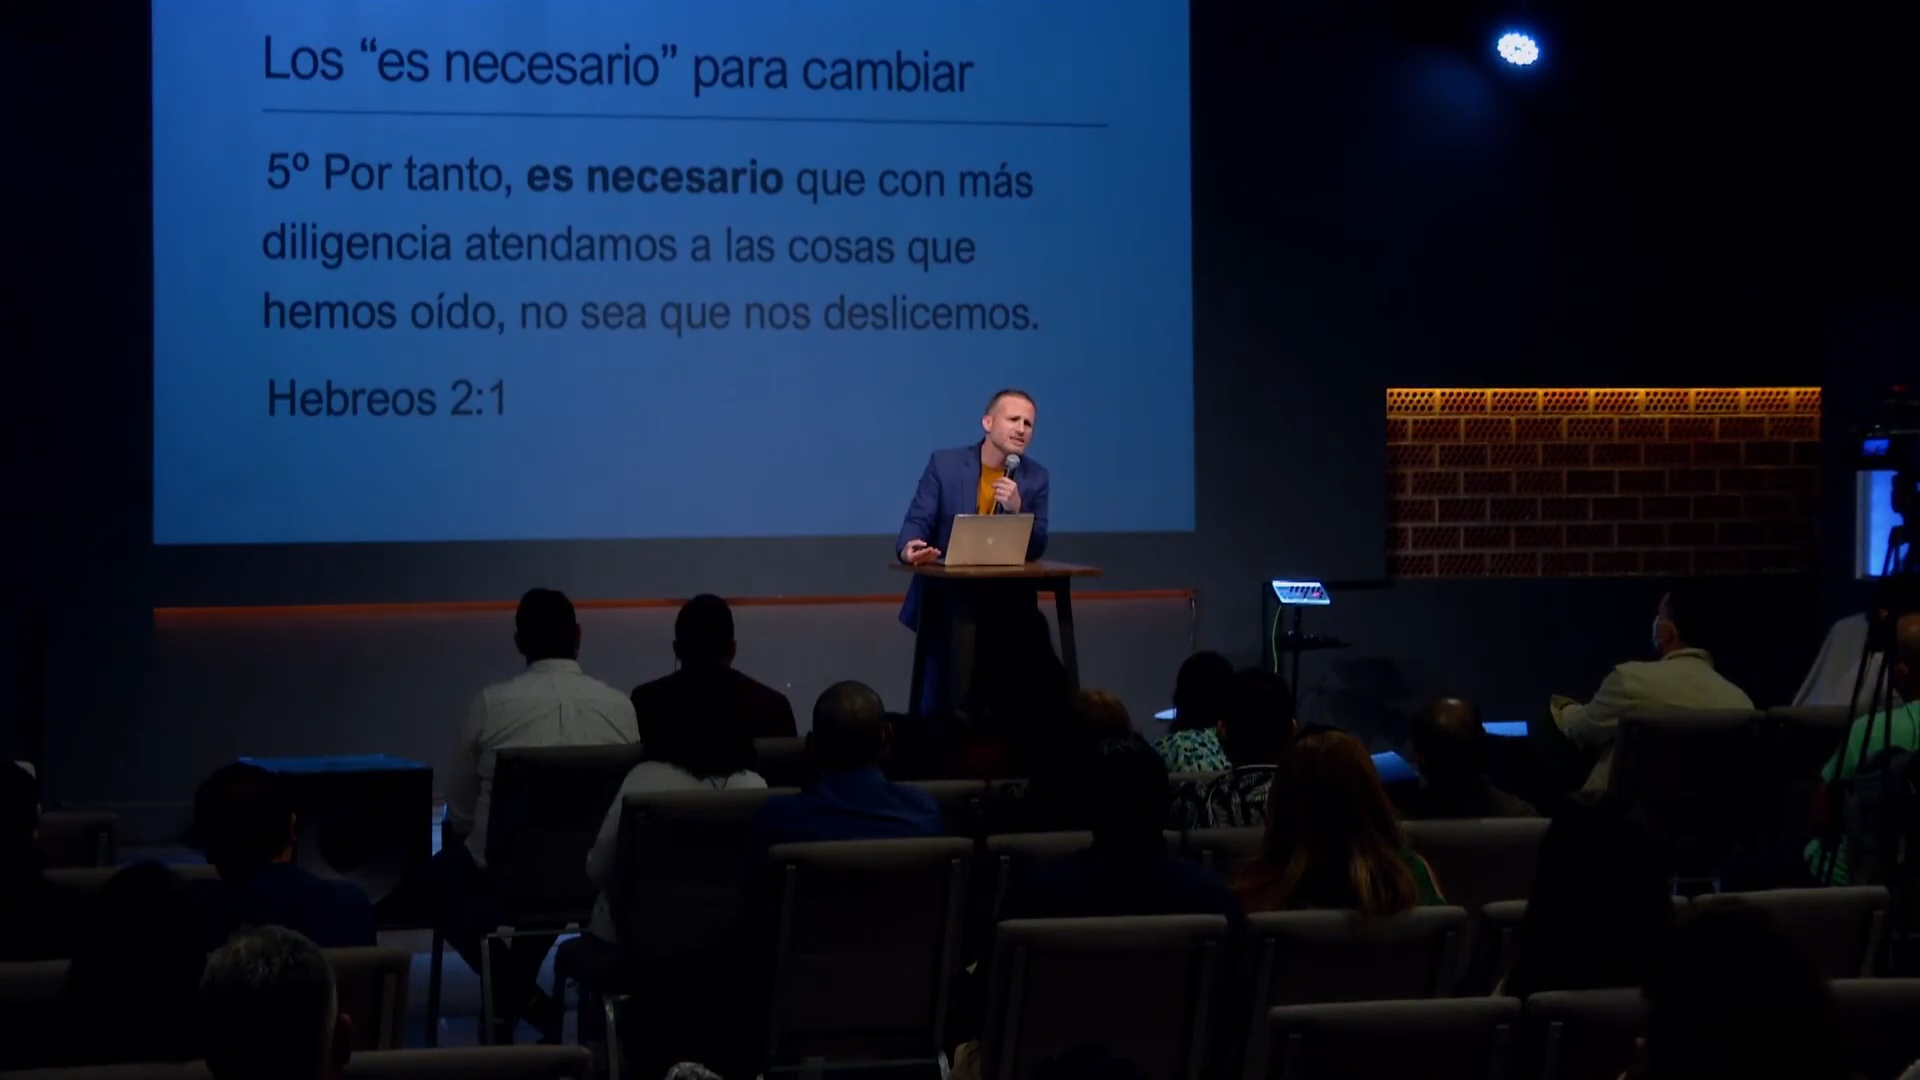 Los “es necesario” para cambiar
5º Por tanto, es necesario que con más
diligencia atendamos a las cosas que
hemos oído, no sea que nos deslicemos.
Hebreos 2:1